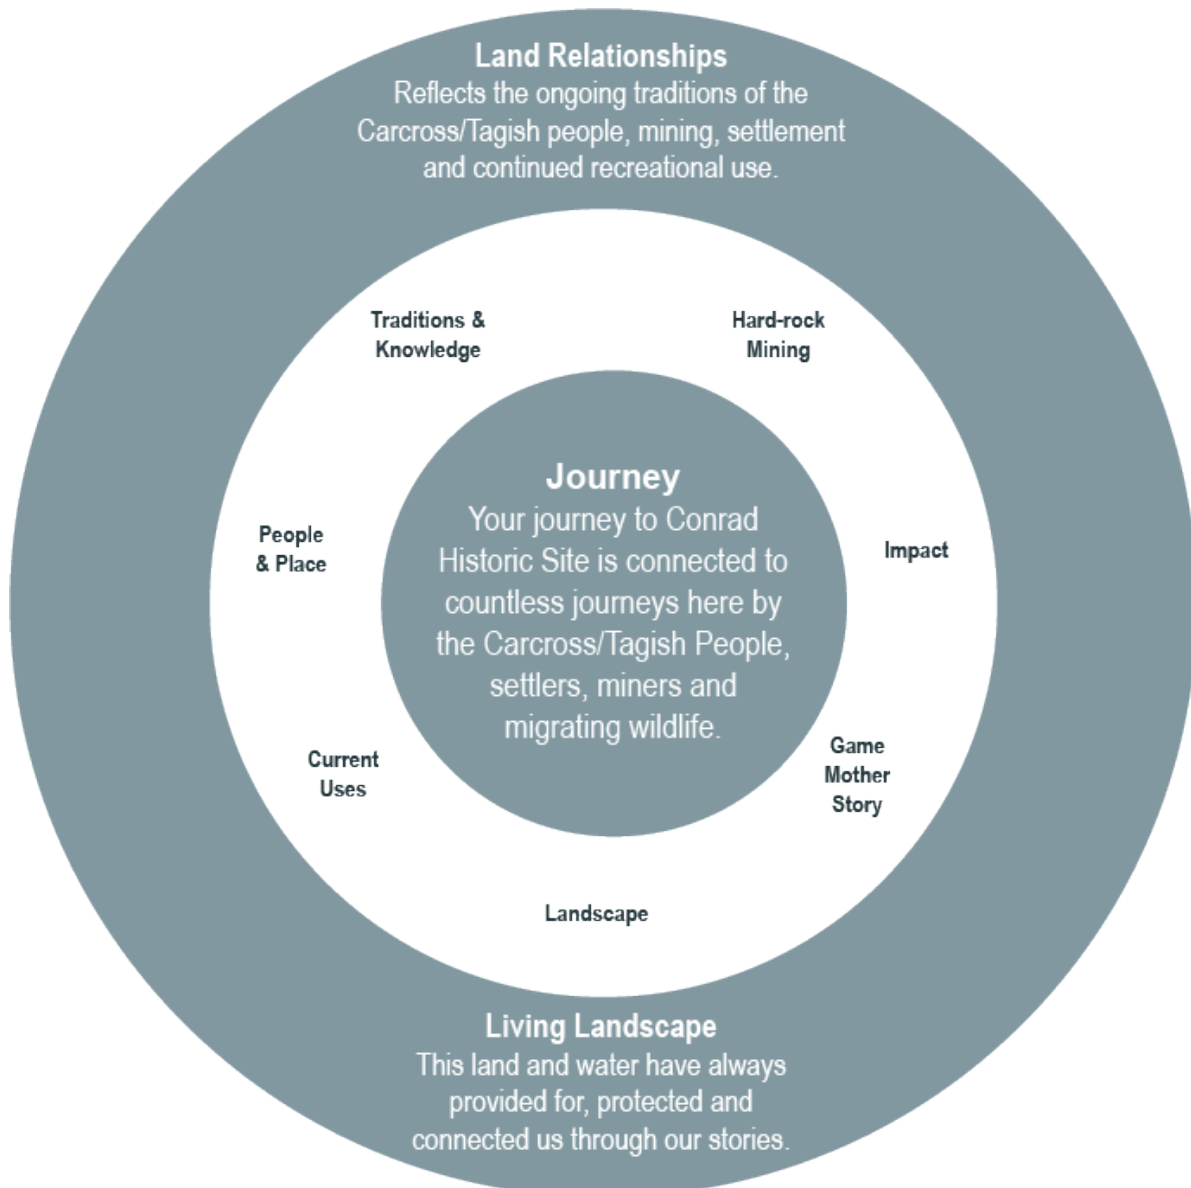 Land Relationships
Reflects the ongoing traditions of the
Carcross/Tagish people, mining, settlement
and continued recreational use.
Traditions &
Knowledge
Hard-rock
Mining
People
& Place
Journey
Your journey to Conrad
Historic Site is connected to
countless journeys here by
the Carcross/Tagish People,
settlers, miners and
migrating wildlife.
Impact
Current
Uses
Game
Mother
Story
Landscape
Living Landscape
This land and water have always
provided for, protected and
connected us through our stories.